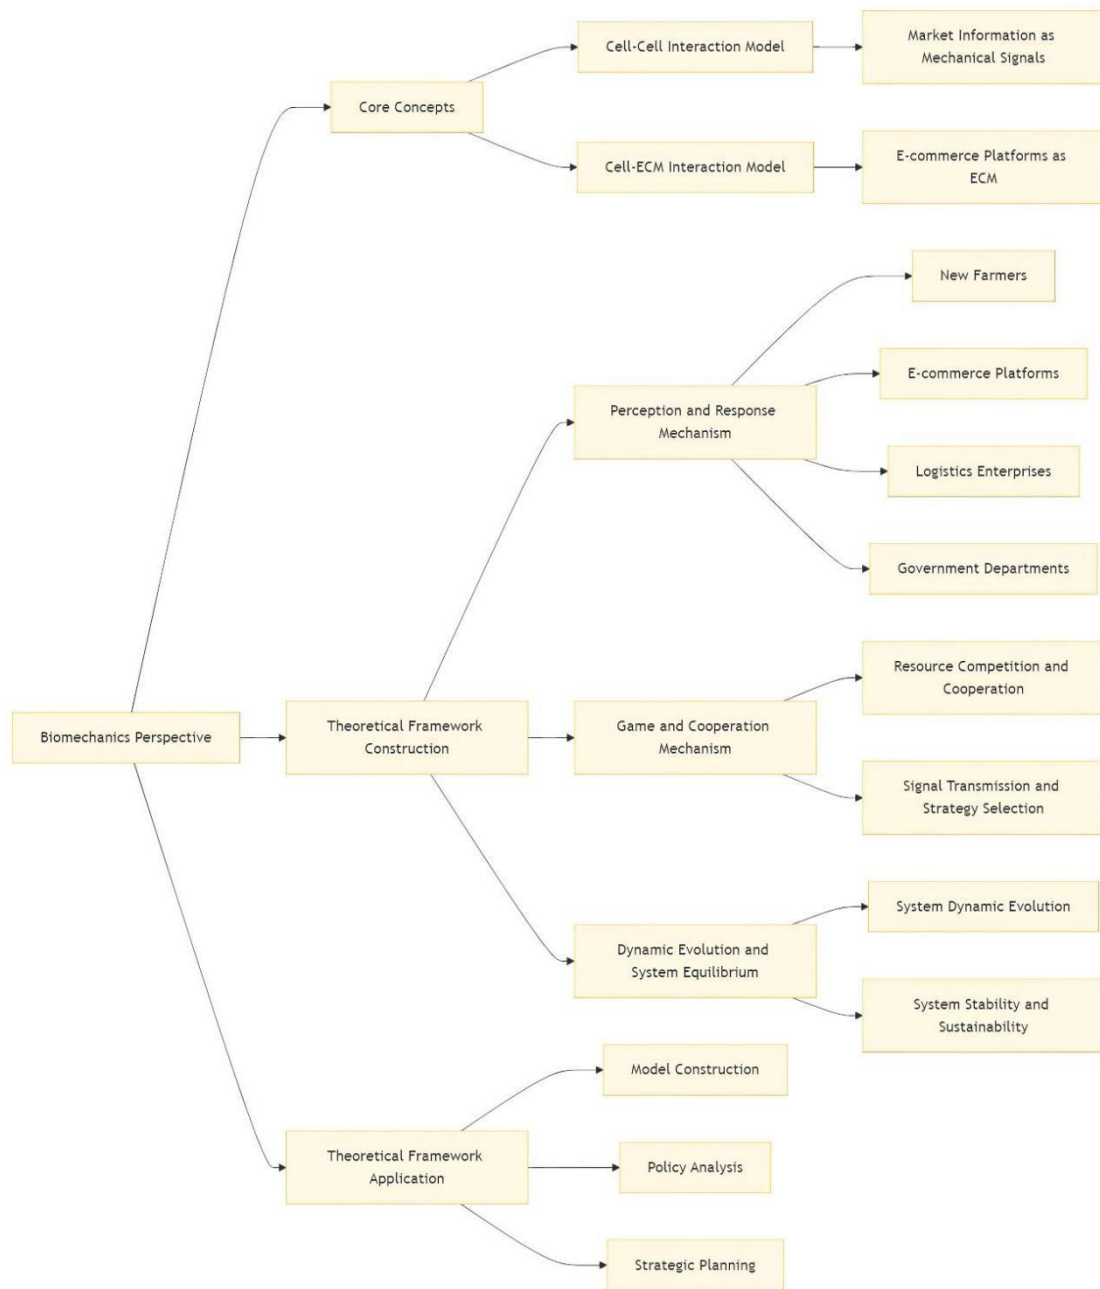 Cell-Cell Interaction Model
Market Information as
Mechanical Signals
Core Concepts
Cell-ECM Interaction Model
E-commerce Platforms as
ECM
New Farmers
E-commerce Platforms
Perception and Response
Mechanism
Logistics Enterprises
Government Departments
Resource Competition and
Cooperation
Biomechanics Perspective
Theoretical Framework
Construction
Game and Cooperation
Mechanism
Signal Transmission and
Strategy Selection
System Dynamic Evolution
Dynamic Evolution and
System Equilibrium
System Stability and
Sustainability
Model Construction
Theoretical Framework
Application
Policy Analysis
Strategic Planning